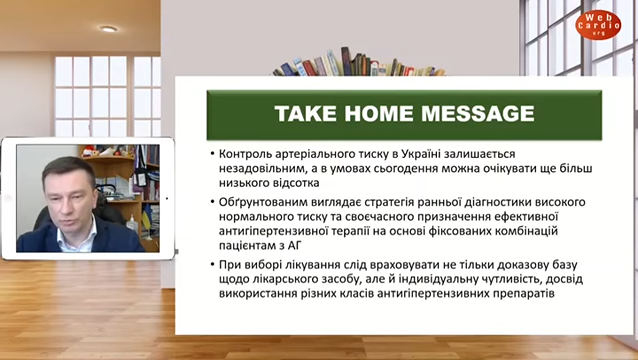 Web
Cardio
org
TAKE HOME MESSAGE
• Контроль артеріального тиску в Україні залишається
незадовільним, а в умовах сьогодення можна очікувати ще більш
низького відсотка
• Обґрунтованим виглядає стратегія ранньої діагностики високого
нормального тиску та своєчасного призначення ефективної
антигіпертензивної терапії на основі фіксованих комбінацій
пацієнтам з АГ
• При виборі лікування слід враховувати не тільки доказову базу
щодо лікарського засобу, але й індивідуальну чутливість, досвід
використання різних класів антигіпертензивних препаратів